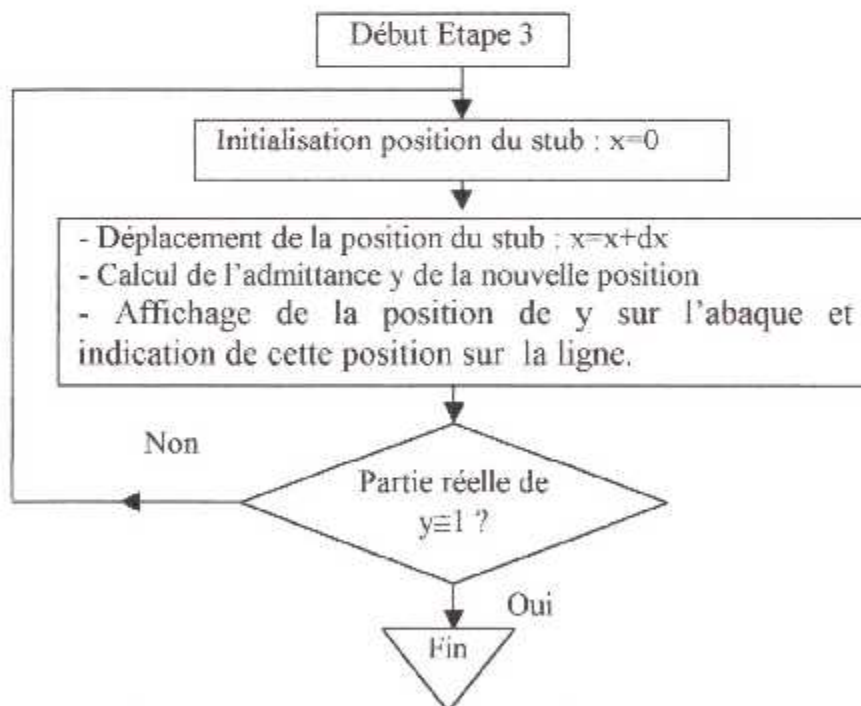 Début Etape 3
Initialisation position du stub : x=0
- Déplacement de la position du stub : x=x+dx
- Calcul de l'admittance y de la nouvelle position
- Affichage de la position de y sur l'abaque et
indication de cette position sur la ligne.
Non
Partie réelle de
y≡1 ?
Oui
Fin